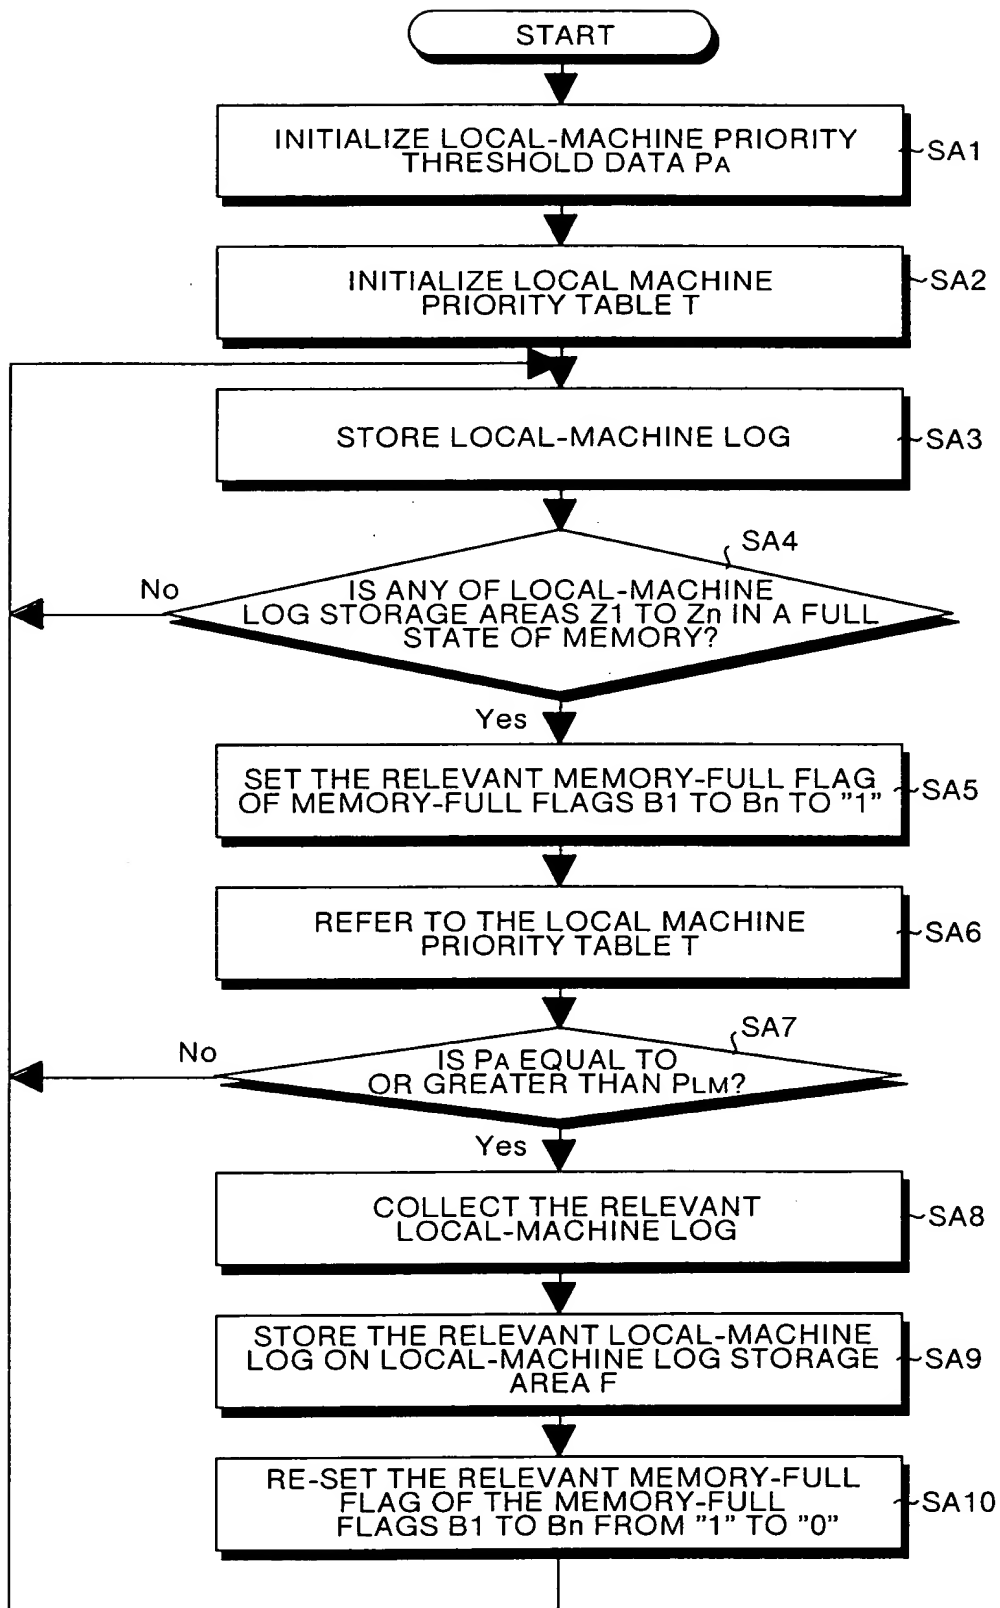 START
INITIALIZE LOCAL-MACHINE PRIORITY
THRESHOLD DATA PA
SA1
INITIALIZE LOCAL MACHINE
PRIORITY TABLE T
SA2
STORE LOCAL-MACHINE LOG
SA3
SA4
No
IS ANY OF LOCAL-MACHINE
LOG STORAGE AREAS Z1 TO Zn IN A FULL
STATE OF MEMORY?
Yes
SET THE RELEVANT MEMORY-FULL FLAG
OF MEMORY-FULL FLAGS B1 TO Bn TO "1"
SA5
REFER TO THE LOCAL MACHINE
PRIORITY TABLE T
SA6
SA7
No
IS PA EQUAL TO
OR GREATER THAN PLM?
Yes
COLLECT THE RELEVANT
LOCAL-MACHINE LOG
SA8
STORE THE RELEVANT LOCAL-MACHINE
LOG ON LOCAL-MACHINE LOG STORAGE
AREA F
SA9
RE-SET THE RELEVANT MEMORY-FULL
FLAG OF THE MEMORY-FULL
FLAGS B1 TO Bn FROM "1" TO "0"
SA10